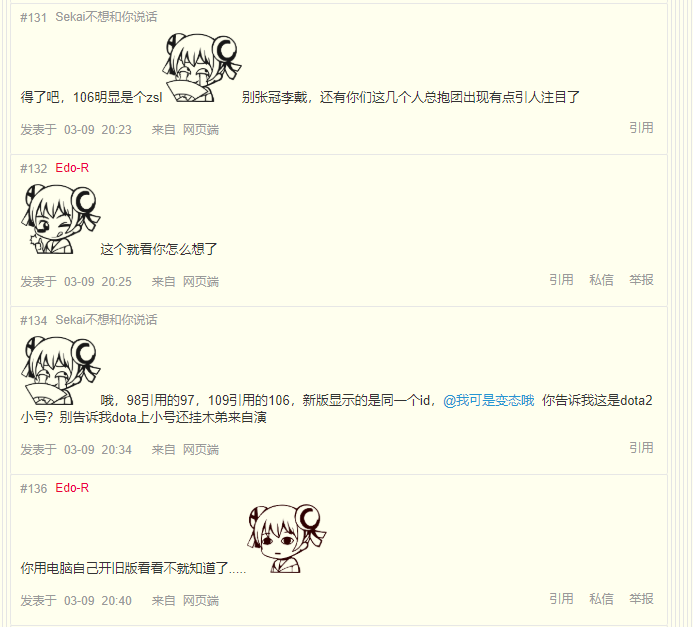 #131 Sekai不想和你说话
得了吧，106明显是个zsl 别张冠李戴，还有你们这几个人总抱团出现有点引人注目了
发表于 03-09 20:23 来自 网页端 引用
#132 Edo-R
这个就看你怎么想了
发表于 03-09 20:25 来自 网页端 引用 私信 举报
#134 Sekai不想和你说话
哦，98引用的97，109引用的106，新版显示的是同一个id，@我可是变态哦 你告诉我这是dota2
小号？别告诉我dota上小号还挂木弟来自演
发表于 03-09 20:34 来自 网页端 引用
#136 Edo-R
你用电脑自己开旧版看看不就知道了.....
发表于 03-09 20:40 来自 网页端 引用 私信 举报